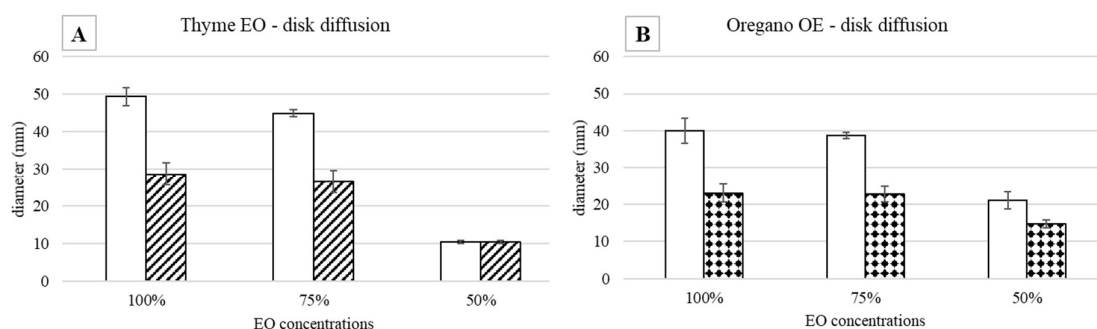 A
Thyme EO - disk diffusion
60
50
40
30
20
10
0
diameter (mm)
100%
75%
50%
EO concentrations
B
Oregano OE - disk diffusion
60
50
40
30
20
10
0
diameter (mm)
100%
75%
50%
EO concentrations